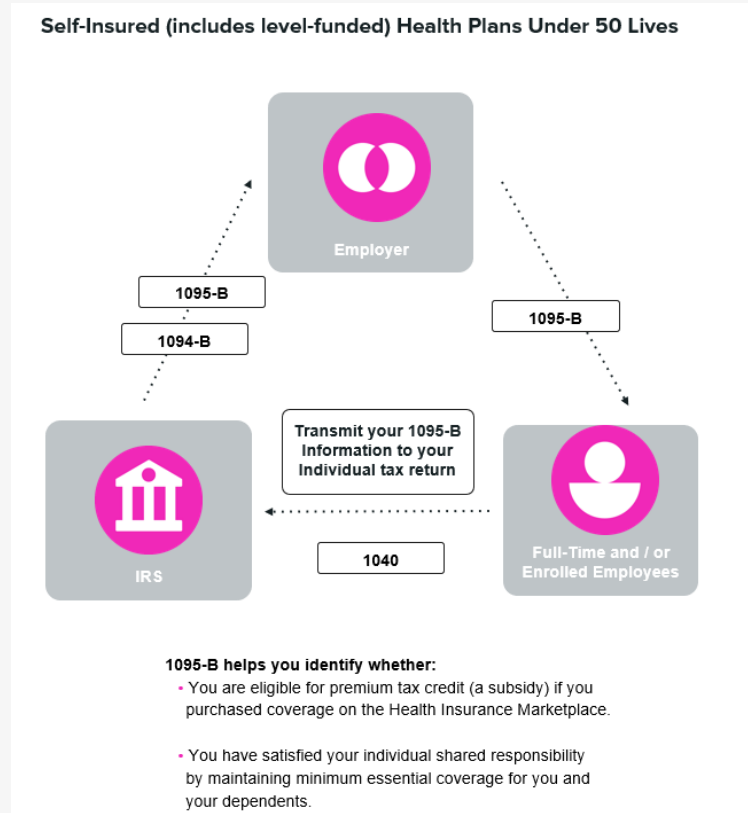 Self-Insured (includes level-funded) Health Plans Under 50 Lives
Employer
1095-B
1094-B
1095-B
Transmit your 1095-B
Information to your
Individual tax return
1040
IRS
Full-Time and / or
Enrolled Employees
1095-B helps you identify whether:
• You are eligible for premium tax credit (a subsidy) if you
purchased coverage on the Health Insurance Marketplace.
• You have satisfied your individual shared responsibility
by maintaining minimum essential coverage for you and
your dependents.